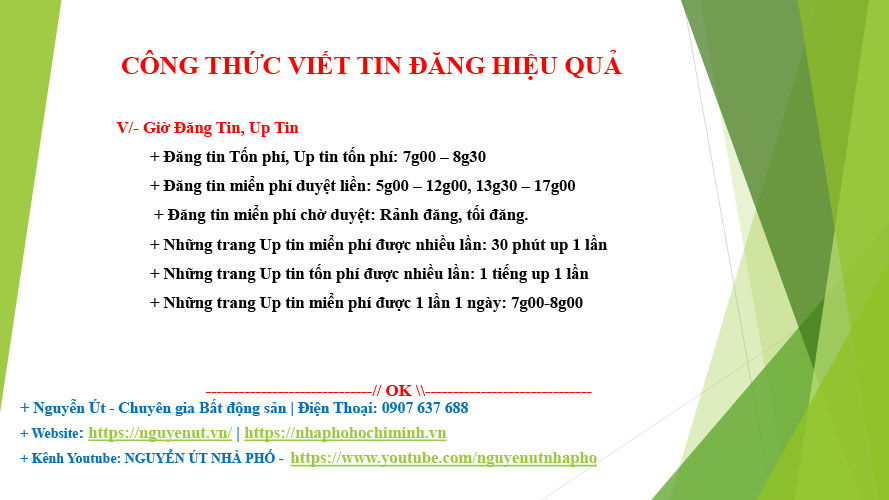 CÔNG THỨC VIẾT TIN ĐĂNG HIỆU QUẢ
V/- Giờ Đăng Tin, Up Tin
+ Đăng tin Tốn phí, Up tin tốn phí: 7g00 – 8g30
+ Đăng tin miển phí duyệt liền: 5g00 – 12g00, 13g30 – 17g00
+ Đăng tin miển phí chờ duyệt: Rảnh đăng, tối đăng.
+ Những trang Up tin miển phí được nhiều lần: 30 phút up 1 lần
+ Những trang Up tin tốn phí được nhiều lần: 1 tiếng up 1 lần
+ Những trang Up tin miển phí được 1 lần 1 ngày: 7g00-8g00
------------------------------// OK \\------------------------------
+ Nguyễn Út - Chuyên gia Bất động sản | Điện Thoại: 0907 637 688
+ Website: https://nguyenut.vn/ | https://nhaphohochiminh.vn
+ Kênh Youtube: NGUYỄN ÚT NHÀ PHỐ - https://www.youtube.com/nguyenutnhapho